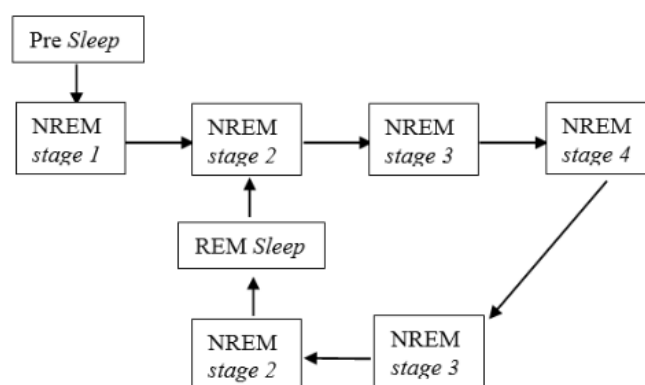 Pre Sleep
NREM
stage 1
NREM
stage 2
NREM
stage 3
NREM
stage 4
REM Sleep
NREM
stage 2
NREM
stage 3